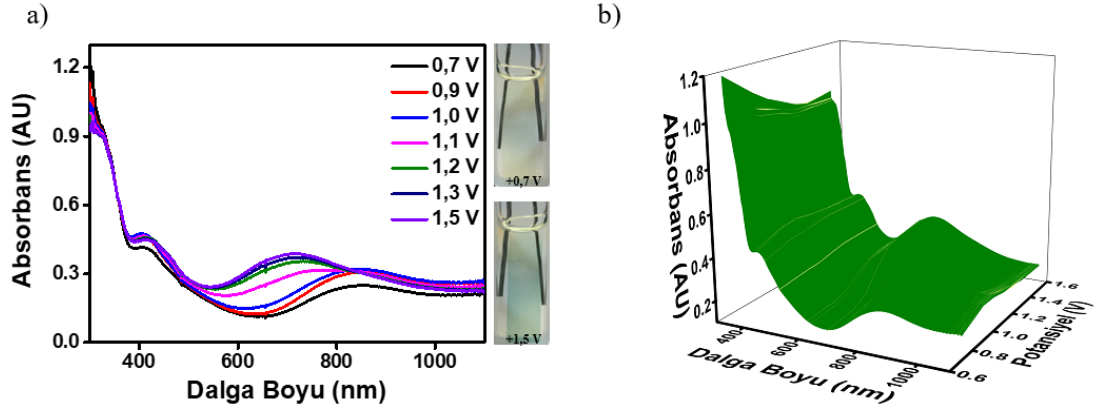 a)
1.2
0.9
0.6
0.3
0.0
Absorbans (AU)
400
600
800
1000
Dalga Boyu (nm)
0,7 V
0,9 V
1,0 V
1,1 V
1,2 V
1,3 V
1,5 V
+0,7 V
+1,5 V
b)
1.2
1.0
0.8
0.6
0.4
0.2
Absorbans (AU)
400
600
800
1000
Dalga Boyu (nm)
0.6
0.8
1.0
1.2
1.4
1.6
Potansiyel (V)